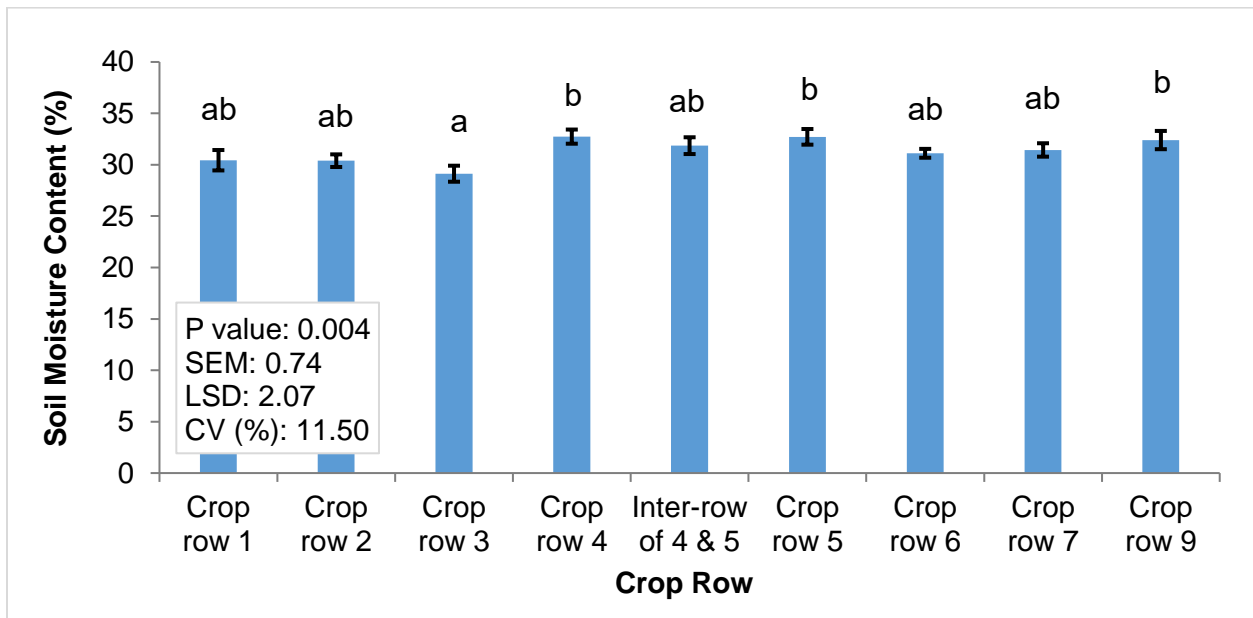 Soil Moisture Content (%)
40
35
30
25
20
15
10
5
0
ab
ab
a
b
ab
b
ab
ab
b
P value: 0.004
SEM: 0.74
LSD: 2.07
CV (%): 11.50
Crop
row 1
Crop
row 2
Crop
row 3
Crop
row 4
Inter-row
of 4 & 5
Crop
row 5
Crop
row 6
Crop
row 7
Crop
row 9
Crop Row